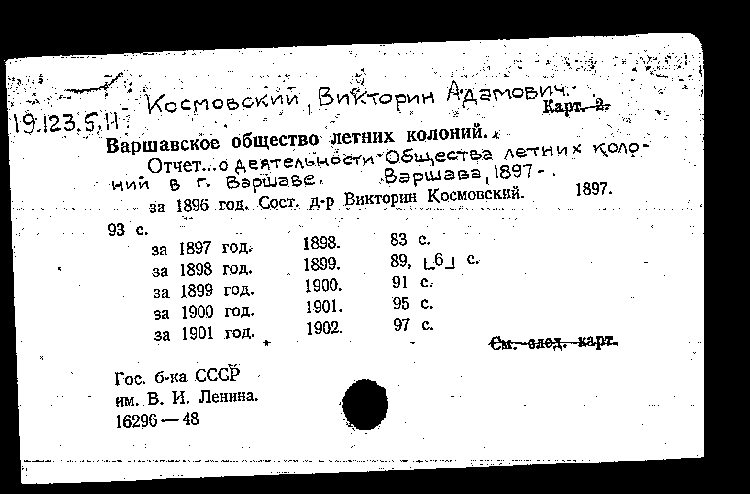 Космовский, Викторин Адамович.
Карт. 2.
19.123.5.11
Варшавское общество летних колоний.
Отчет... о деятельности Общества летних коло-
ний в г. Варшаве. Варшава, 1897 - .
за 1896 год. Сост. д-р Викторин Космовский. 1897.
93 с.
за 1897 год. 1898. 83 с.
за 1898 год. 1899. 89, [6] с.
за 1899 год. 1900. 91 с.
за 1900 год. 1901. 95 с.
за 1901 год. 1902. 97 с.
См. след. карт.
Гос. б-ка СССР
им. В. И. Ленина.
16296 — 48